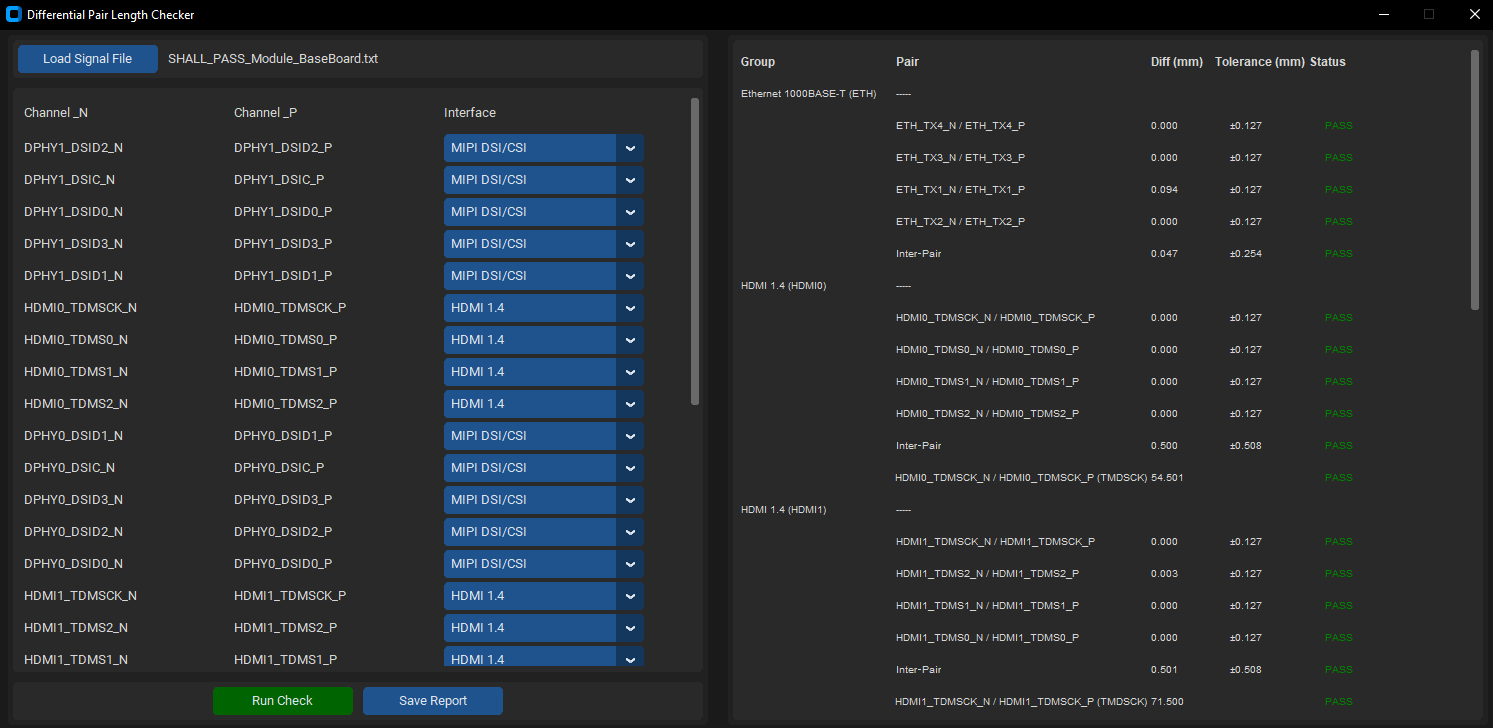 Differential Pair Length Checker
Load Signal File SHALL_PASS_Module_BaseBoard.txt
Channel _N Channel _P Interface
DPHY1_DSID2_N DPHY1_DSID2_P MIPI DSI/CSI
DPHY1_DSIC_N DPHY1_DSIC_P MIPI DSI/CSI
DPHY1_DSID0_N DPHY1_DSID0_P MIPI DSI/CSI
DPHY1_DSID3_N DPHY1_DSID3_P MIPI DSI/CSI
DPHY1_DSID1_N DPHY1_DSID1_P MIPI DSI/CSI
HDMI0_TDMSCK_N HDMI0_TDMSCK_P HDMI 1.4
HDMI0_TDMS0_N HDMI0_TDMS0_P HDMI 1.4
HDMI0_TDMS1_N HDMI0_TDMS1_P HDMI 1.4
HDMI0_TDMS2_N HDMI0_TDMS2_P HDMI 1.4
DPHY0_DSID1_N DPHY0_DSID1_P MIPI DSI/CSI
DPHY0_DSIC_N DPHY0_DSIC_P MIPI DSI/CSI
DPHY0_DSID3_N DPHY0_DSID3_P MIPI DSI/CSI
DPHY0_DSID2_N DPHY0_DSID2_P MIPI DSI/CSI
DPHY0_DSID0_N DPHY0_DSID0_P MIPI DSI/CSI
HDMI1_TDMSCK_N HDMI1_TDMSCK_P HDMI 1.4
HDMI1_TDMS2_N HDMI1_TDMS2_P HDMI 1.4
HDMI1_TDMS1_N HDMI1_TDMS1_P HDMI 1.4
Run Check Save Report
Group Pair Diff (mm) Tolerance (mm) Status
Ethernet 1000BASE-T (ETH) -----
ETH_TX4_N / ETH_TX4_P 0.000 ±0.127 PASS
ETH_TX3_N / ETH_TX3_P 0.000 ±0.127 PASS
ETH_TX1_N / ETH_TX1_P 0.094 ±0.127 PASS
ETH_TX2_N / ETH_TX2_P 0.000 ±0.127 PASS
Inter-Pair 0.047 ±0.254 PASS
HDMI 1.4 (HDMI0) -----
HDMI0_TDMSCK_N / HDMI0_TDMSCK_P 0.000 ±0.127 PASS
HDMI0_TDMS0_N / HDMI0_TDMS0_P 0.000 ±0.127 PASS
HDMI0_TDMS1_N / HDMI0_TDMS1_P 0.000 ±0.127 PASS
HDMI0_TDMS2_N / HDMI0_TDMS2_P 0.000 ±0.127 PASS
Inter-Pair 0.500 ±0.508 PASS
HDMI0_TDMSCK_N / HDMI0_TDMSCK_P (TMDSCK) 54.501 PASS
HDMI 1.4 (HDMI1) -----
HDMI1_TDMSCK_N / HDMI1_TDMSCK_P 0.000 ±0.127 PASS
HDMI1_TDMS2_N / HDMI1_TDMS2_P 0.003 ±0.127 PASS
HDMI1_TDMS1_N / HDMI1_TDMS1_P 0.000 ±0.127 PASS
HDMI1_TDMS0_N / HDMI1_TDMS0_P 0.000 ±0.127 PASS
Inter-Pair 0.501 ±0.508 PASS
HDMI1_TDMSCK_N / HDMI1_TDMSCK_P (TMDSCK) 71.500 PASS